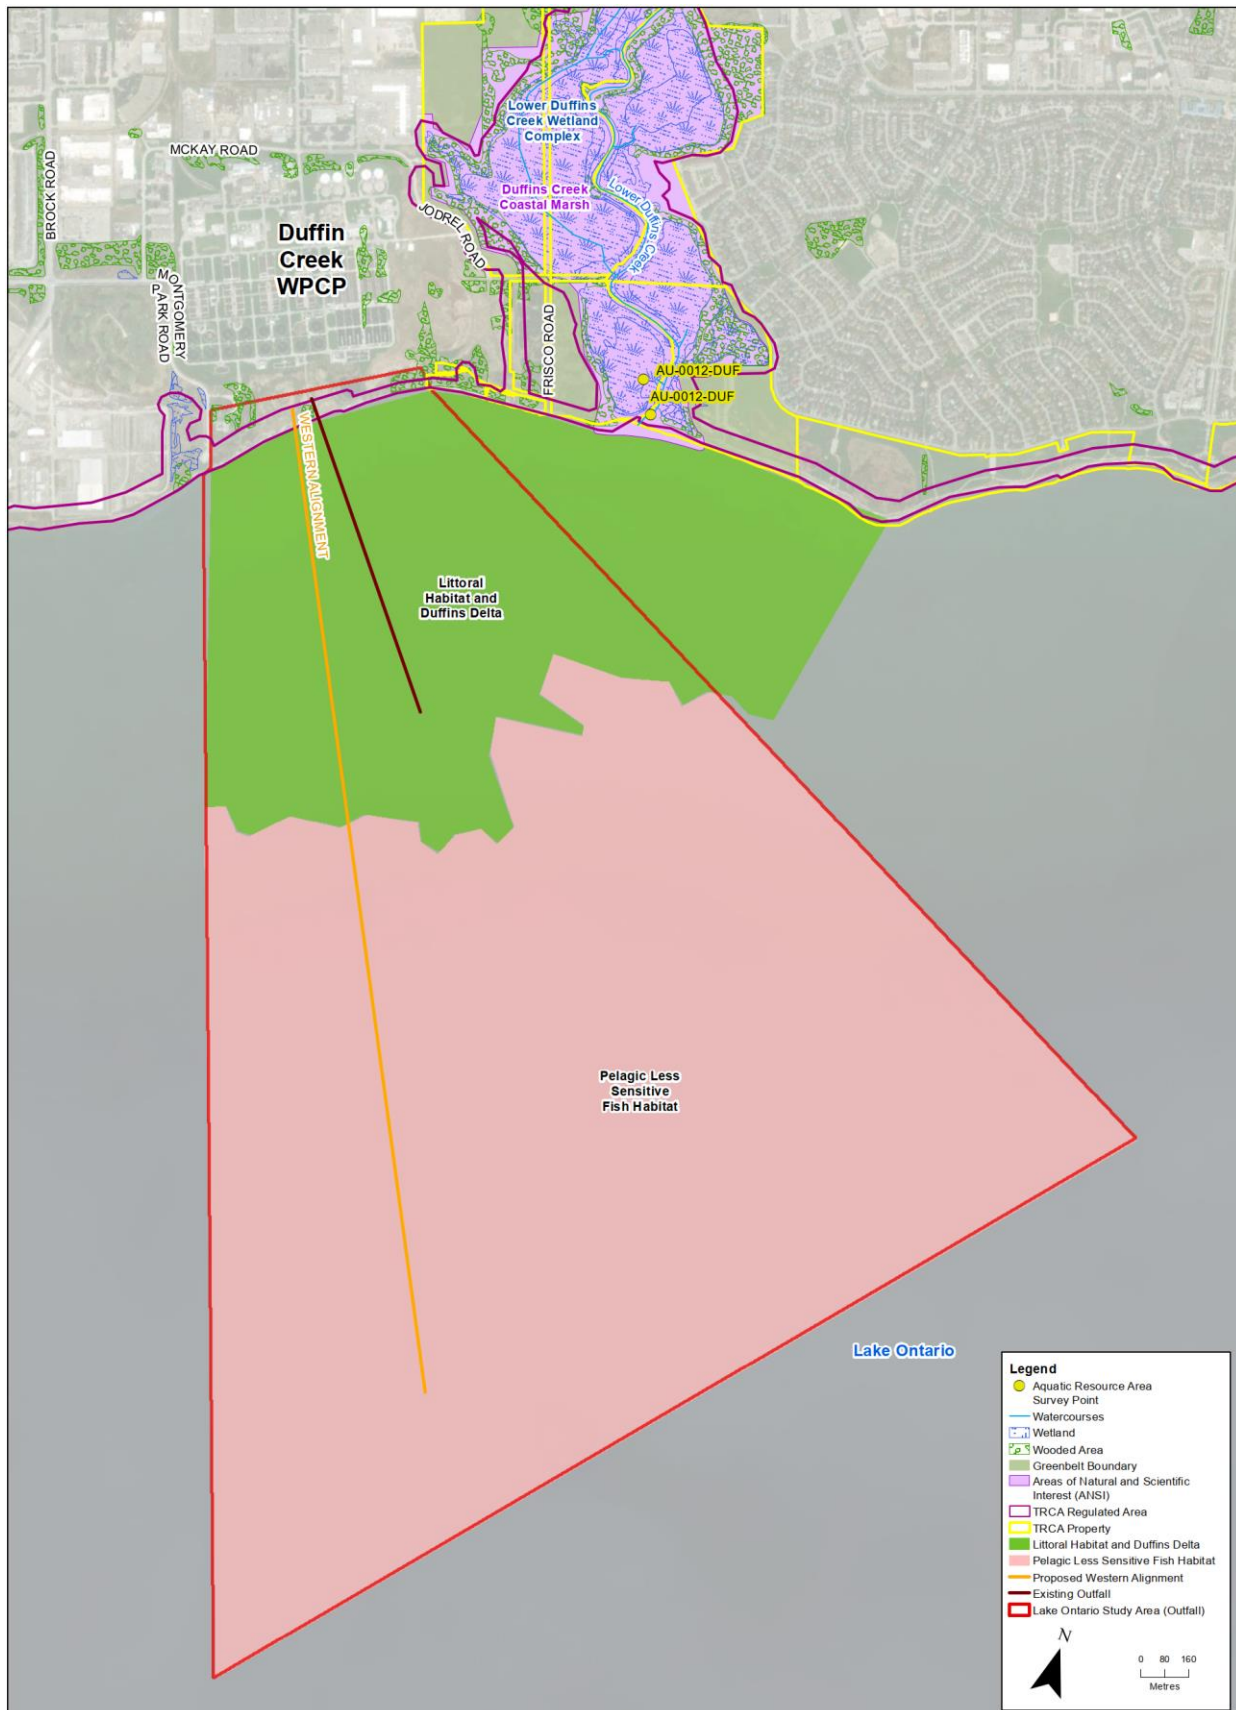 Lower Duffins
Creek Wetland
Complex
MCKAY ROAD
BROCK ROAD
Duffins Creek
Coastal Marsh
Lower Duffins Creek
JODREL ROAD
Duffin
Creek
WPCP
MONTGOMERY
PARK ROAD
FRISCO ROAD
AU-0012-DUF
AU-0012-DUF
WESTERN ALIGNMENT
Littoral
Habitat and
Duffins Delta
Pelagic Less
Sensitive
Fish Habitat
Lake Ontario
Legend
Aquatic Resource Area
Survey Point
Watercourses
Wetland
Wooded Area
Greenbelt Boundary
Areas of Natural and Scientific
Interest (ANSI)
TRCA Regulated Area
TRCA Property
Littoral Habitat and Duffins Delta
Pelagic Less Sensitive Fish Habitat
Proposed Western Alignment
Existing Outfall
Lake Ontario Study Area (Outfall)
N
0 80 160
Metres